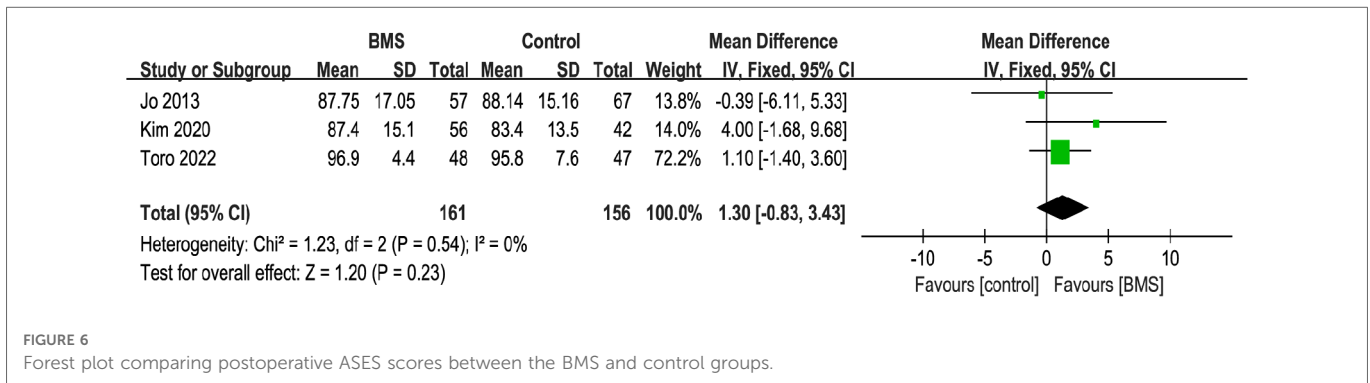 BMS Control Mean Difference Mean Difference
Study or Subgroup Mean SD Total Mean SD Total Weight IV, Fixed, 95% CI IV, Fixed, 95% CI
Jo 2013 87.75 17.05 57 88.14 15.16 67 13.8% -0.39 [-6.11, 5.33]
Kim 2020 87.4 15.1 56 83.4 13.5 42 14.0% 4.00 [-1.68, 9.68]
Toro 2022 96.9 4.4 48 95.8 7.6 47 72.2% 1.10 [-1.40, 3.60]
Total (95% CI) 161 156 100.0% 1.30 [-0.83, 3.43]
Heterogeneity: Chi² = 1.23, df = 2 (P = 0.54); I² = 0%
Test for overall effect: Z = 1.20 (P = 0.23)
-10 -5 0 5 10
Favours [control] Favours [BMS]
FIGURE 6
Forest plot comparing postoperative ASES scores between the BMS and control groups.